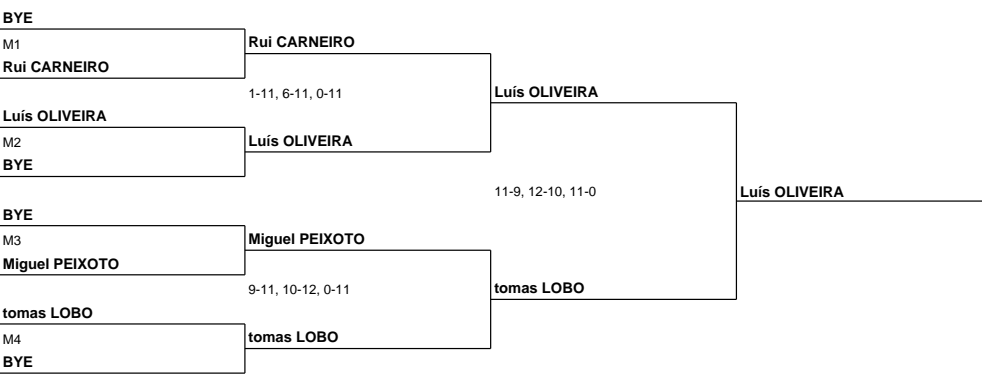 BYE
M1
Rui CARNEIRO
Rui CARNEIRO
1-11, 6-11, 0-11
Luís OLIVEIRA
Luís OLIVEIRA
M2
BYE
Luís OLIVEIRA
11-9, 12-10, 11-0
Luís OLIVEIRA
BYE
M3
Miguel PEIXOTO
Miguel PEIXOTO
9-11, 10-12, 0-11
tomas LOBO
tomas LOBO
M4
BYE
tomas LOBO